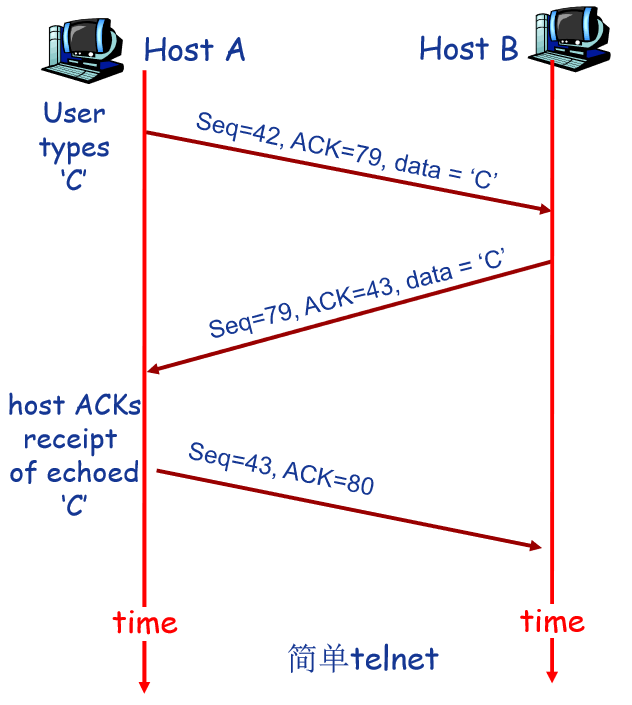 Host A
Host B
User
types
‘C’
Seq=42, ACK=79, data = ‘C’
Seq=79, ACK=43, data = ‘C’
host ACKs
receipt
of echoed
‘C’
Seq=43, ACK=80
time
time
简单telnet